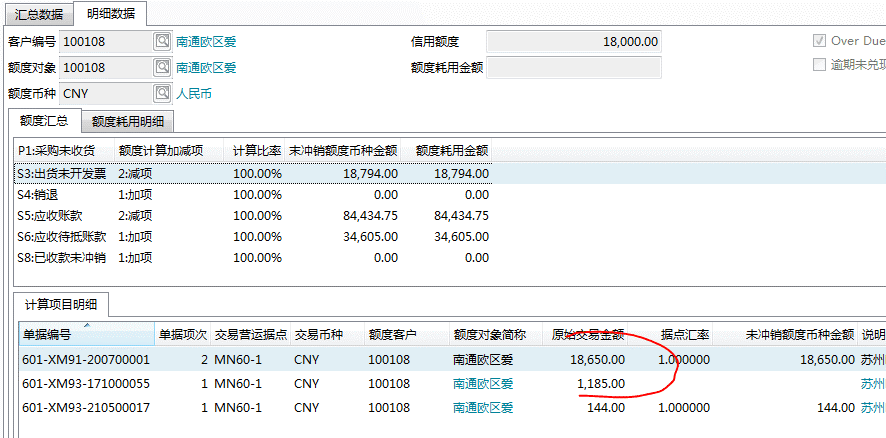 汇总数据 明细数据
客户编号 100108 南通欧区爱 信用额度 18,000.00 Over Due
额度对象 100108 南通欧区爱 额度耗用金额 逾期未兑现
额度币种 CNY 人民币
额度汇总 额度耗用明细
P1:采购未收货 额度计算加减项 计算比率 未冲销额度币种金额 额度耗用金额
S3:出货未开发票 2:减项 100.00% 18,794.00 18,794.00
S4:销退 1:加项 100.00% 0.00 0.00
S5:应收账款 2:减项 100.00% 84,434.75 84,434.75
S6:应收待抵账款 1:加项 100.00% 34,605.00 34,605.00
S8:已收款未冲销 1:加项 100.00% 0.00 0.00
计算项目明细
单据编号 单据项次 交易营运据点 交易币种 额度客户 额度对象简称 原始交易金额 据点汇率 未冲销额度币种金额 说明
601-XM91-200700001 2 MN60-1 CNY 100108 南通欧区爱 18,650.00 1.000000 18,650.00 苏州
601-XM93-171000055 1 MN60-1 CNY 100108 南通欧区爱 1,185.00 苏州
601-XM93-210500017 1 MN60-1 CNY 100108 南通欧区爱 144.00 1.000000 144.00 苏州